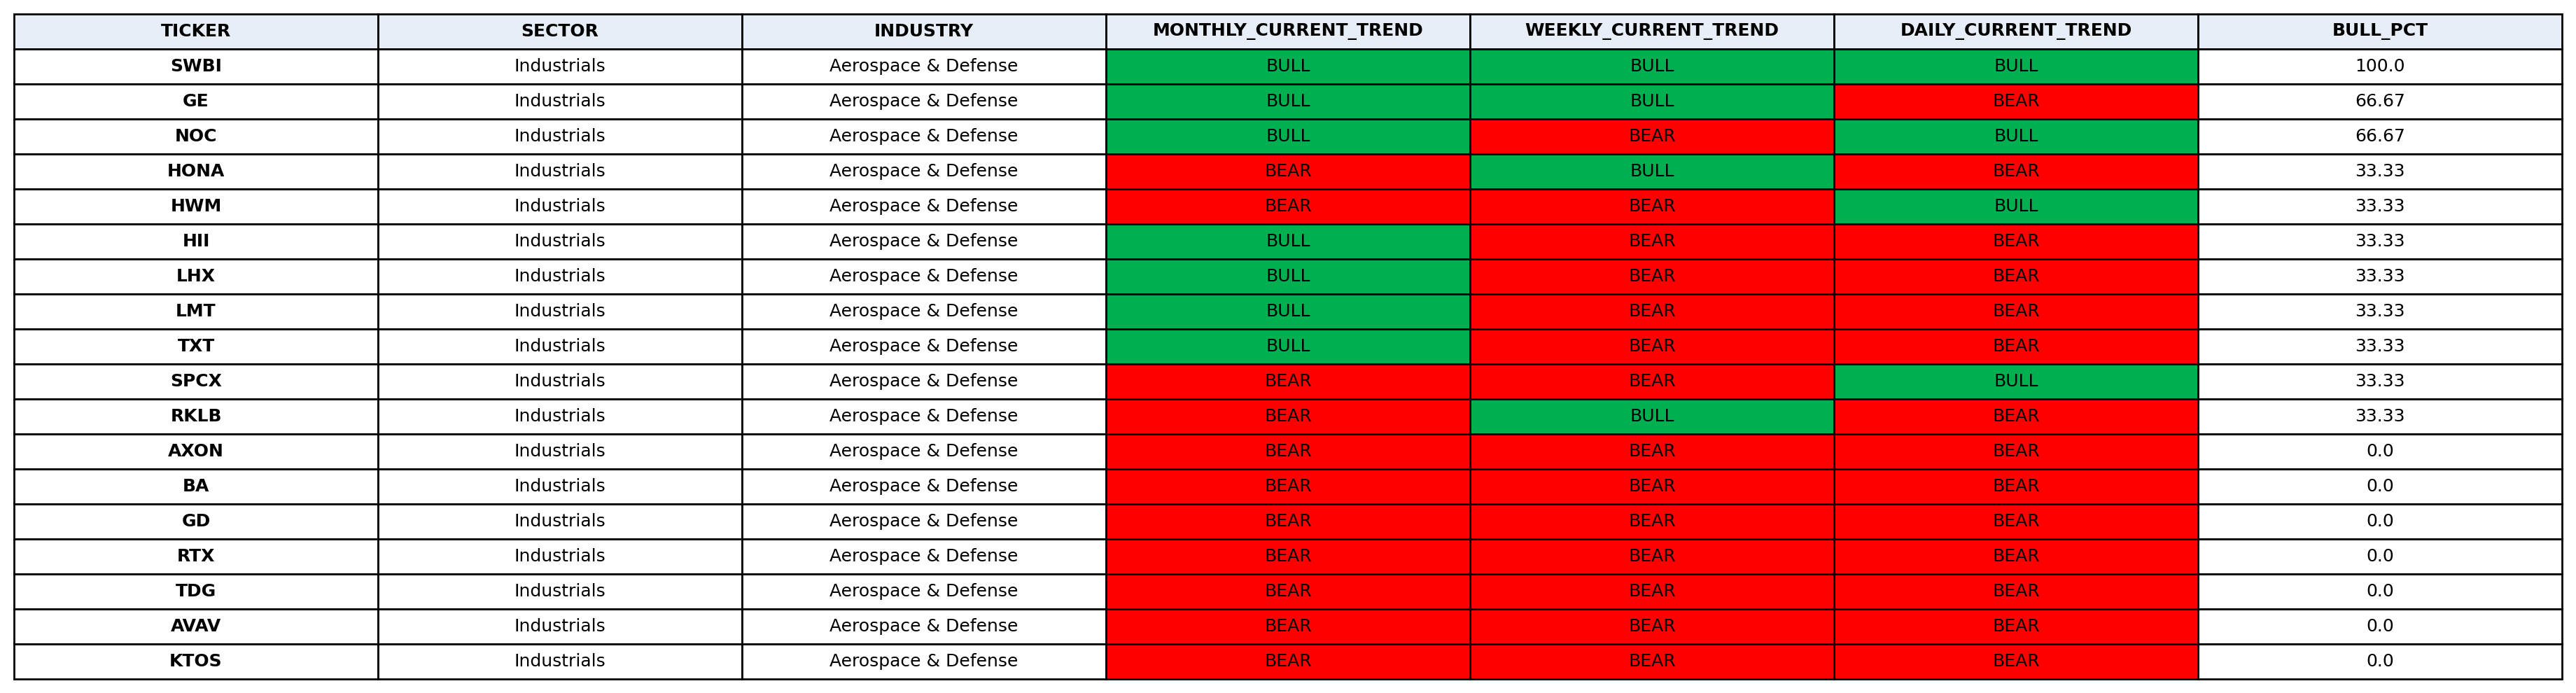 TICKER SECTOR INDUSTRY MONTHLY_CURRENT_TREND WEEKLY_CURRENT_TREND DAILY_CURRENT_TREND BULL_PCT
SWBI Industrials Aerospace & Defense BULL BULL BULL 100.0
GE Industrials Aerospace & Defense BULL BULL BEAR 66.67
NOC Industrials Aerospace & Defense BULL BEAR BULL 66.67
HONA Industrials Aerospace & Defense BEAR BULL BEAR 33.33
HWM Industrials Aerospace & Defense BEAR BEAR BULL 33.33
HII Industrials Aerospace & Defense BULL BEAR BEAR 33.33
LHX Industrials Aerospace & Defense BULL BEAR BEAR 33.33
LMT Industrials Aerospace & Defense BULL BEAR BEAR 33.33
TXT Industrials Aerospace & Defense BULL BEAR BEAR 33.33
SPCX Industrials Aerospace & Defense BEAR BEAR BULL 33.33
RKLB Industrials Aerospace & Defense BEAR BULL BEAR 33.33
AXON Industrials Aerospace & Defense BEAR BEAR BEAR 0.0
BA Industrials Aerospace & Defense BEAR BEAR BEAR 0.0
GD Industrials Aerospace & Defense BEAR BEAR BEAR 0.0
RTX Industrials Aerospace & Defense BEAR BEAR BEAR 0.0
TDG Industrials Aerospace & Defense BEAR BEAR BEAR 0.0
AVAV Industrials Aerospace & Defense BEAR BEAR BEAR 0.0
KTOS Industrials Aerospace & Defense BEAR BEAR BEAR 0.0